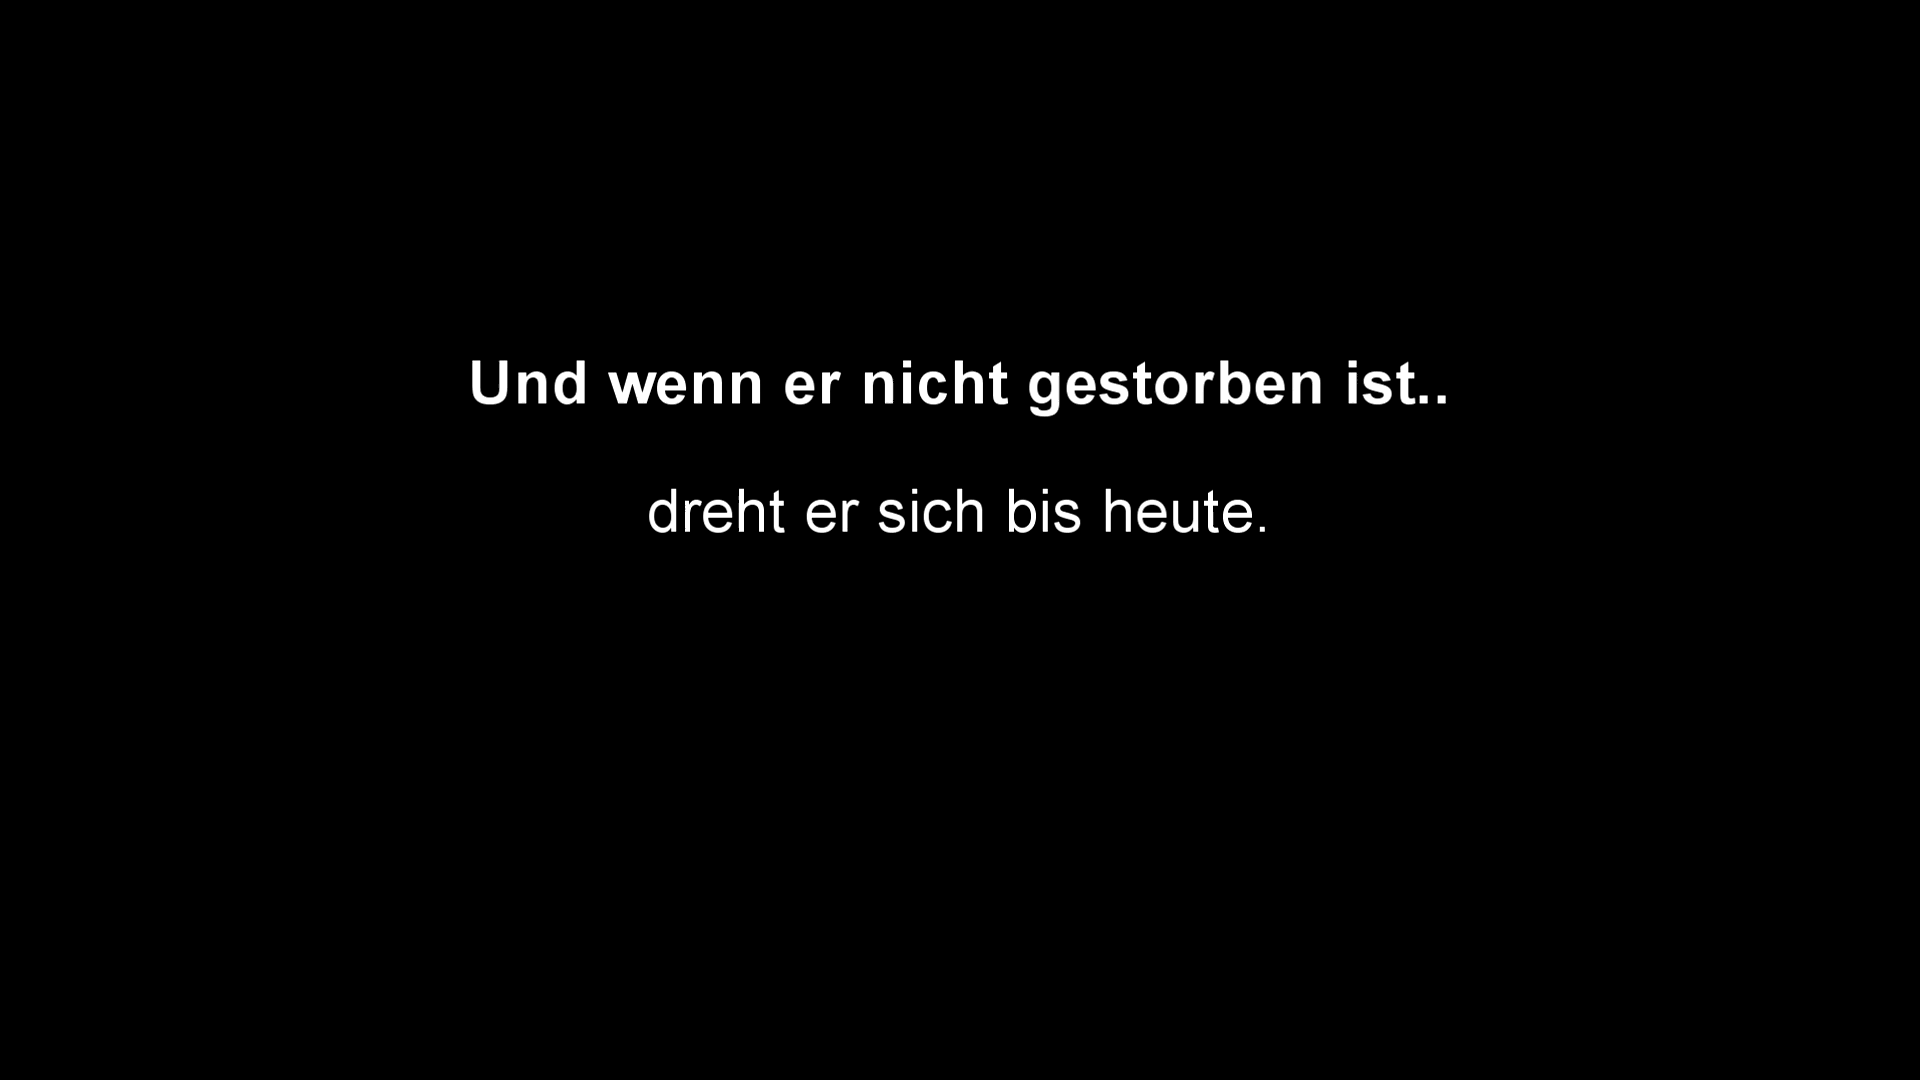 Und wenn er nicht gestorben ist..
dreht er sich bis heute.